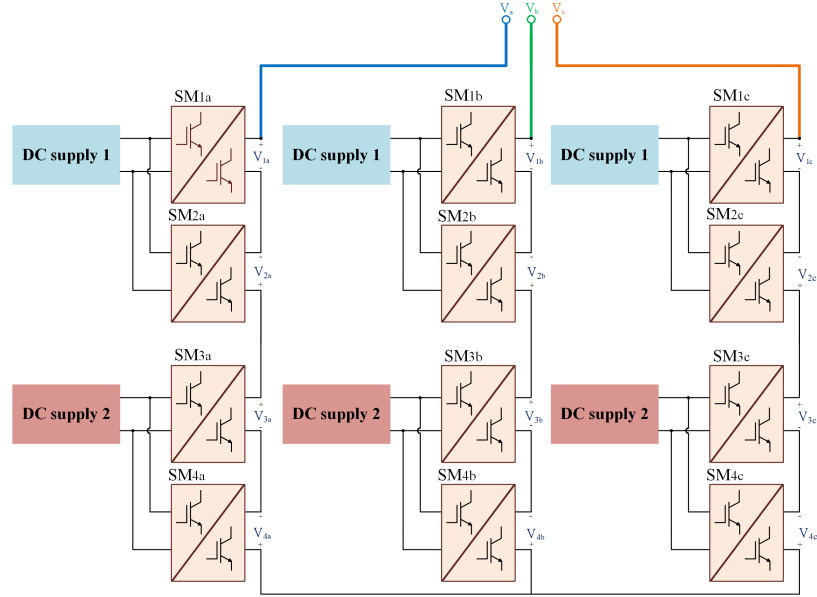 Va Vb Vc
SM1a SM1b SM1c
+ + +
DC supply 1 DC supply 1 DC supply 1
V1a V1b V1c
- - -
SM2a SM2b SM2c
- - -
V2a V2b V2c
+ + +
SM3a SM3b SM3c
+ + +
DC supply 2 DC supply 2 DC supply 2
V3a V3b V3c
- - -
SM4a SM4b SM4c
- - -
V4a V4b V4c
+ + +